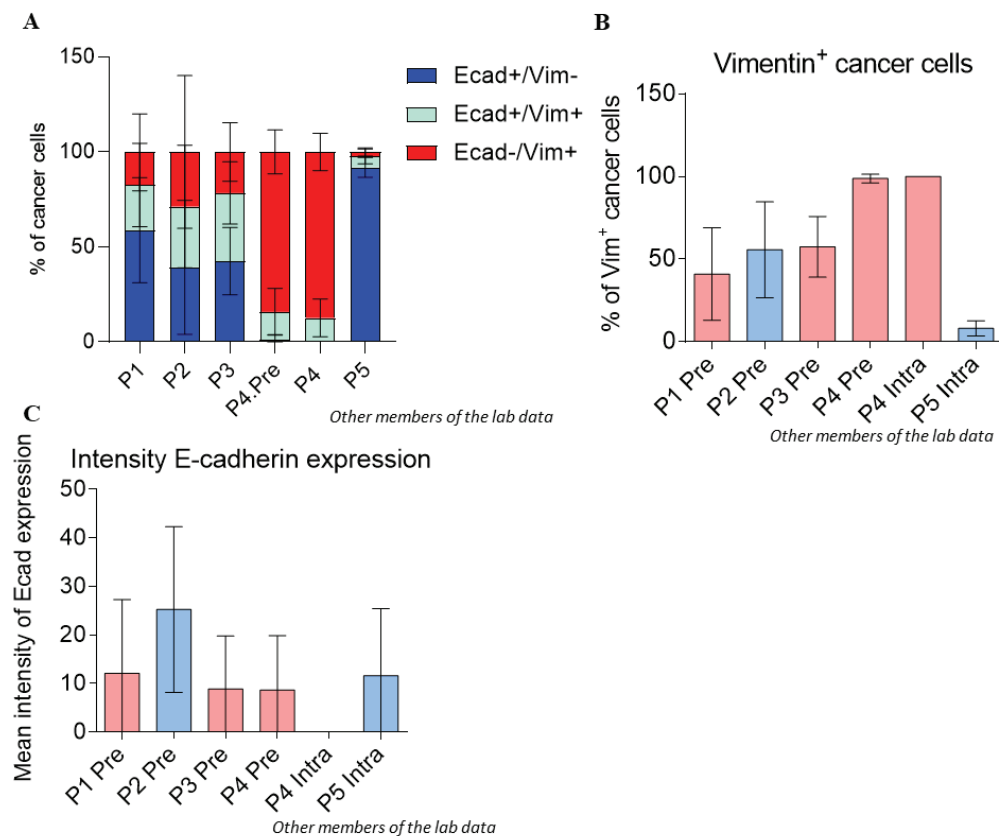 A
150
100
50
0
% of cancer cells
P1
P2
P3
P4.Pre
P4
P5
Ecad+/Vim-
Ecad+/Vim+
Ecad-/Vim+
Other members of the lab data
B
Vimentin⁺ cancer cells
150
100
50
0
% of Vim⁺ cancer cells
P1 Pre
P2 Pre
P3 Pre
P4 Pre
P4 Intra
P5 Intra
Other members of the lab data
C
Intensity E-cadherin expression
50
40
30
20
10
0
Mean intensity of Ecad expression
P1 Pre
P2 Pre
P3 Pre
P4 Pre
P4 Intra
P5 Intra
Other members of the lab data